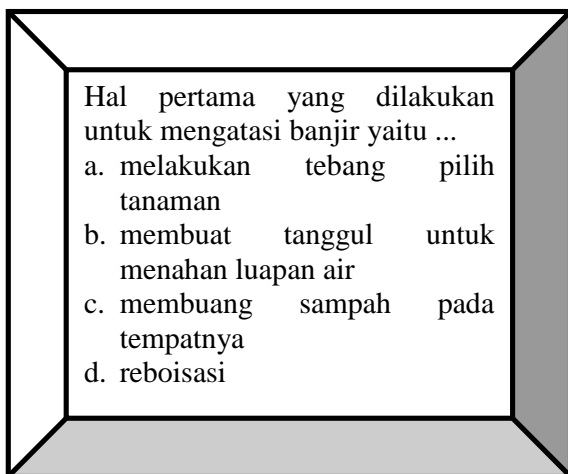 Hal pertama yang dilakukan
untuk mengatasi banjir yaitu ...
a. melakukan tebang pilih
tanaman
b. membuat tanggul untuk
menahan luapan air
c. membuang sampah pada
tempatnya
d. reboisasi